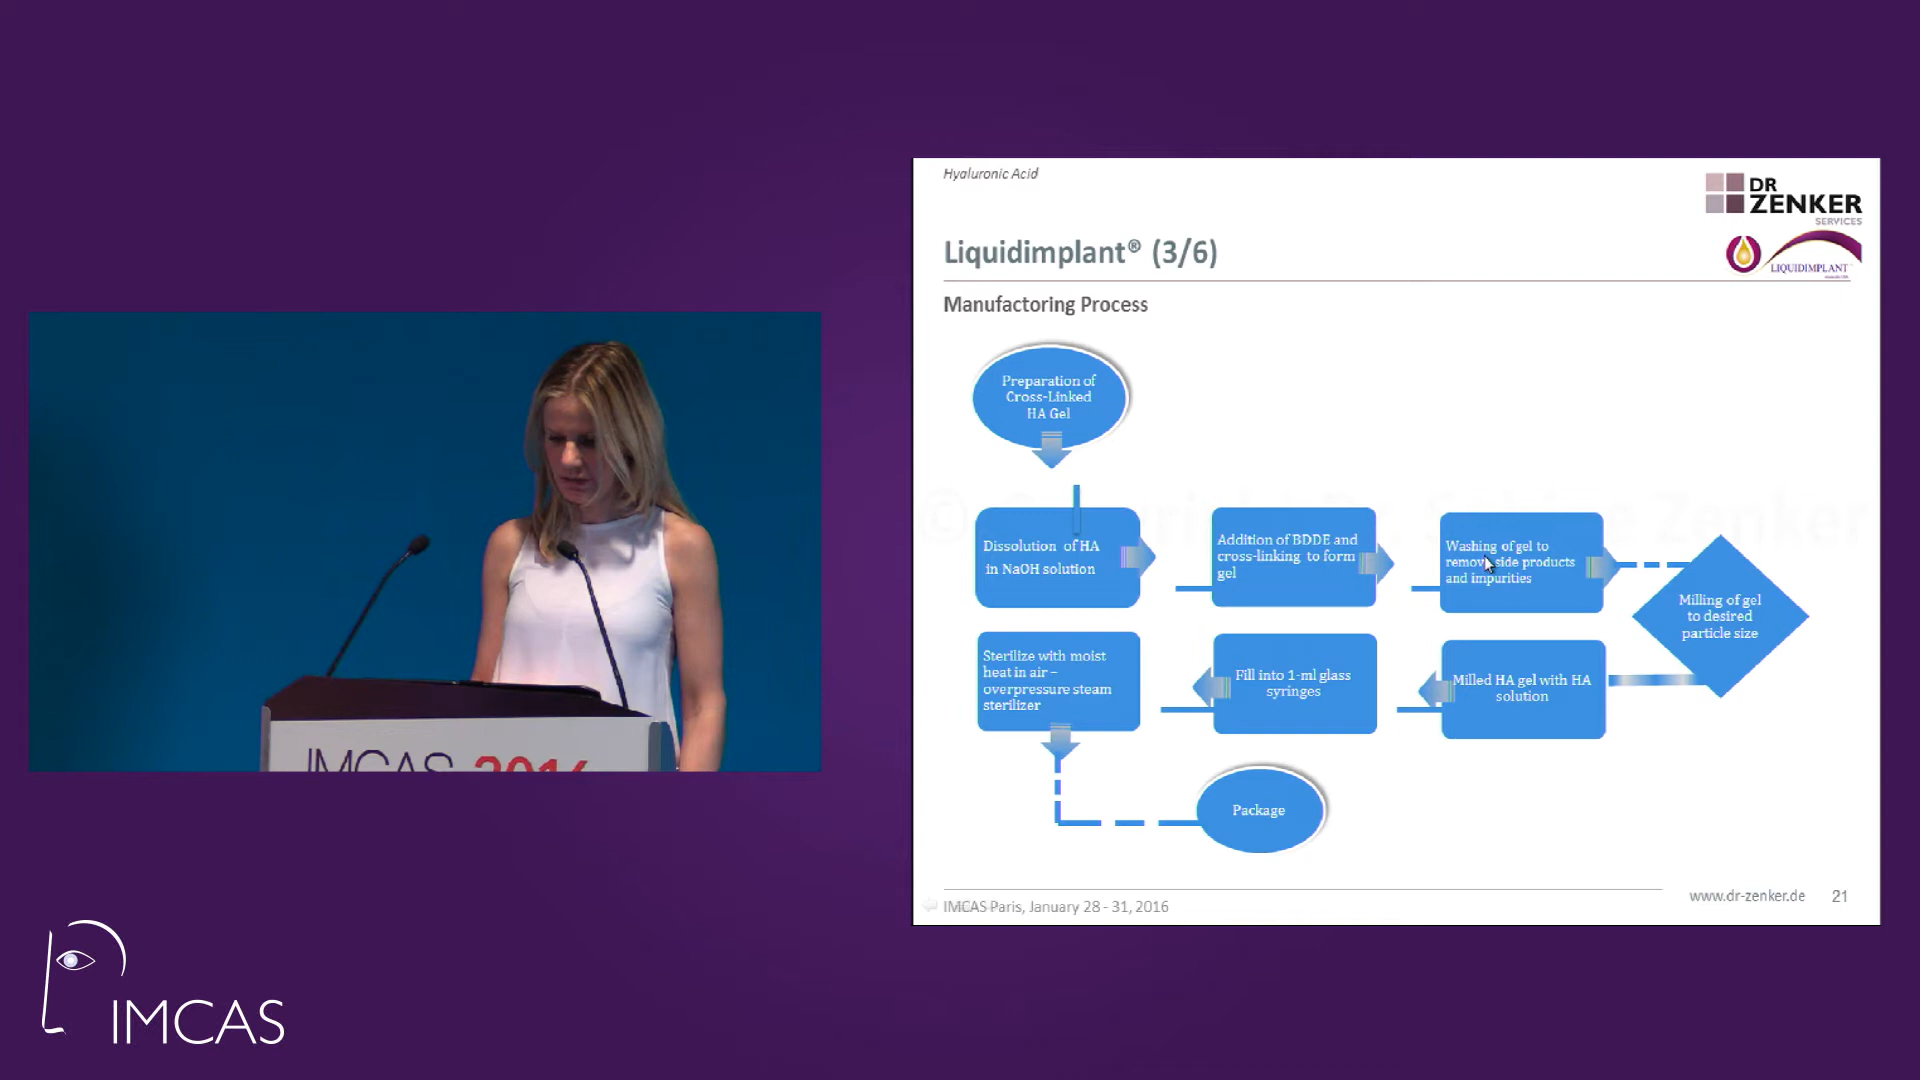 Hyaluronic Acid
DR
ZENKER
SERVICES
Liquidimplant® (3/6)
LIQUIDIMPLANT
Manufactoring Process
Preparation of
Cross-Linked
HA Gel
Dissolution of HA
in NaOH solution
Addition of BDDE and
cross-linking to form
gel
Washing of gel to
remove side products
and impurities
Milling of gel
to desired
particle size
Sterilize with moist
heat in air –
overpressure steam
sterilizer
Fill into 1-ml glass
syringes
Milled HA gel with HA
solution
Package
IMCAS Paris, January 28 - 31, 2016
www.dr-zenker.de 21
IMCAS 2016
IMCAS
© Zenker